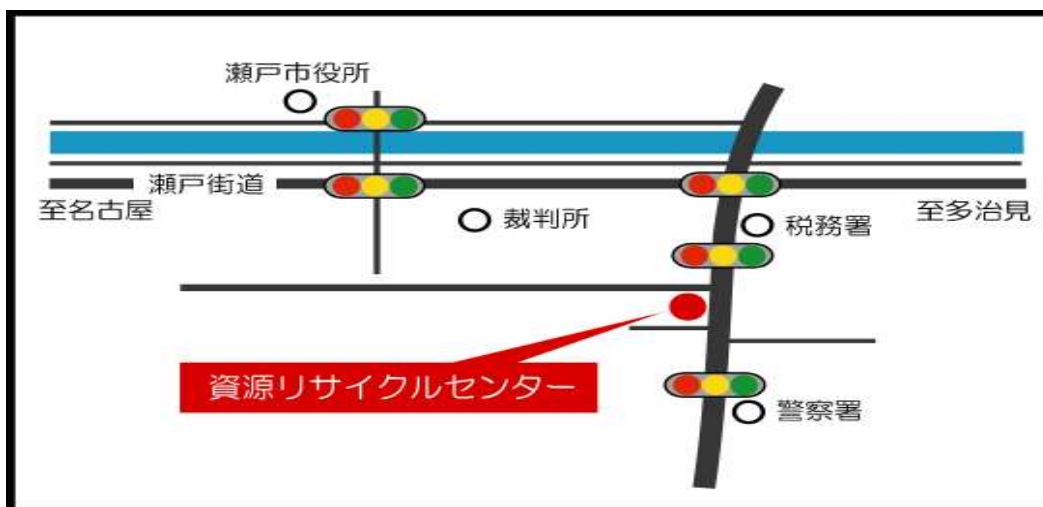 瀬戸市役所
瀬戸街道
至名古屋
裁判所
税務署
至多治見
資源リサイクルセンター
警察署